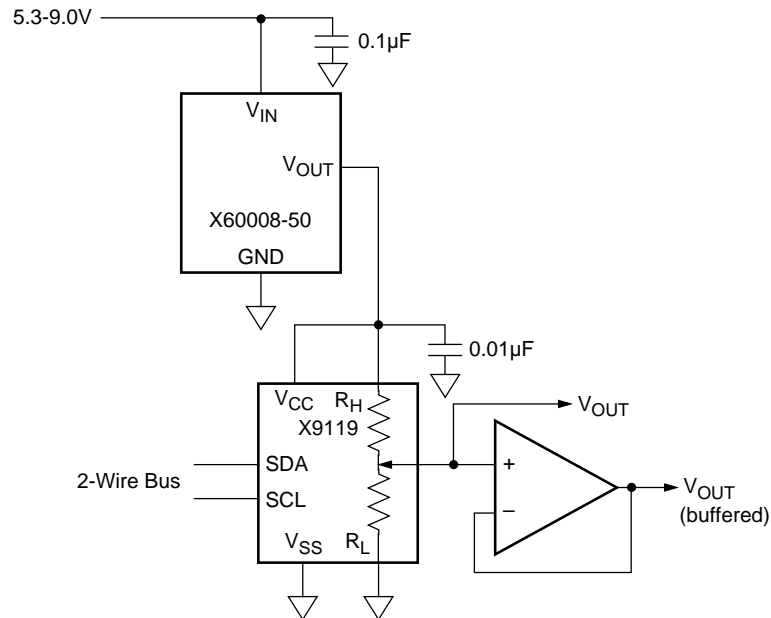 5.3-9.0V
0.1µF
V_IN
V_OUT
X60008-50
GND
0.01µF
V_CC
R_H
X9119
V_OUT
2-Wire Bus
SDA
SCL
+
–
V_OUT
(buffered)
V_SS
R_L